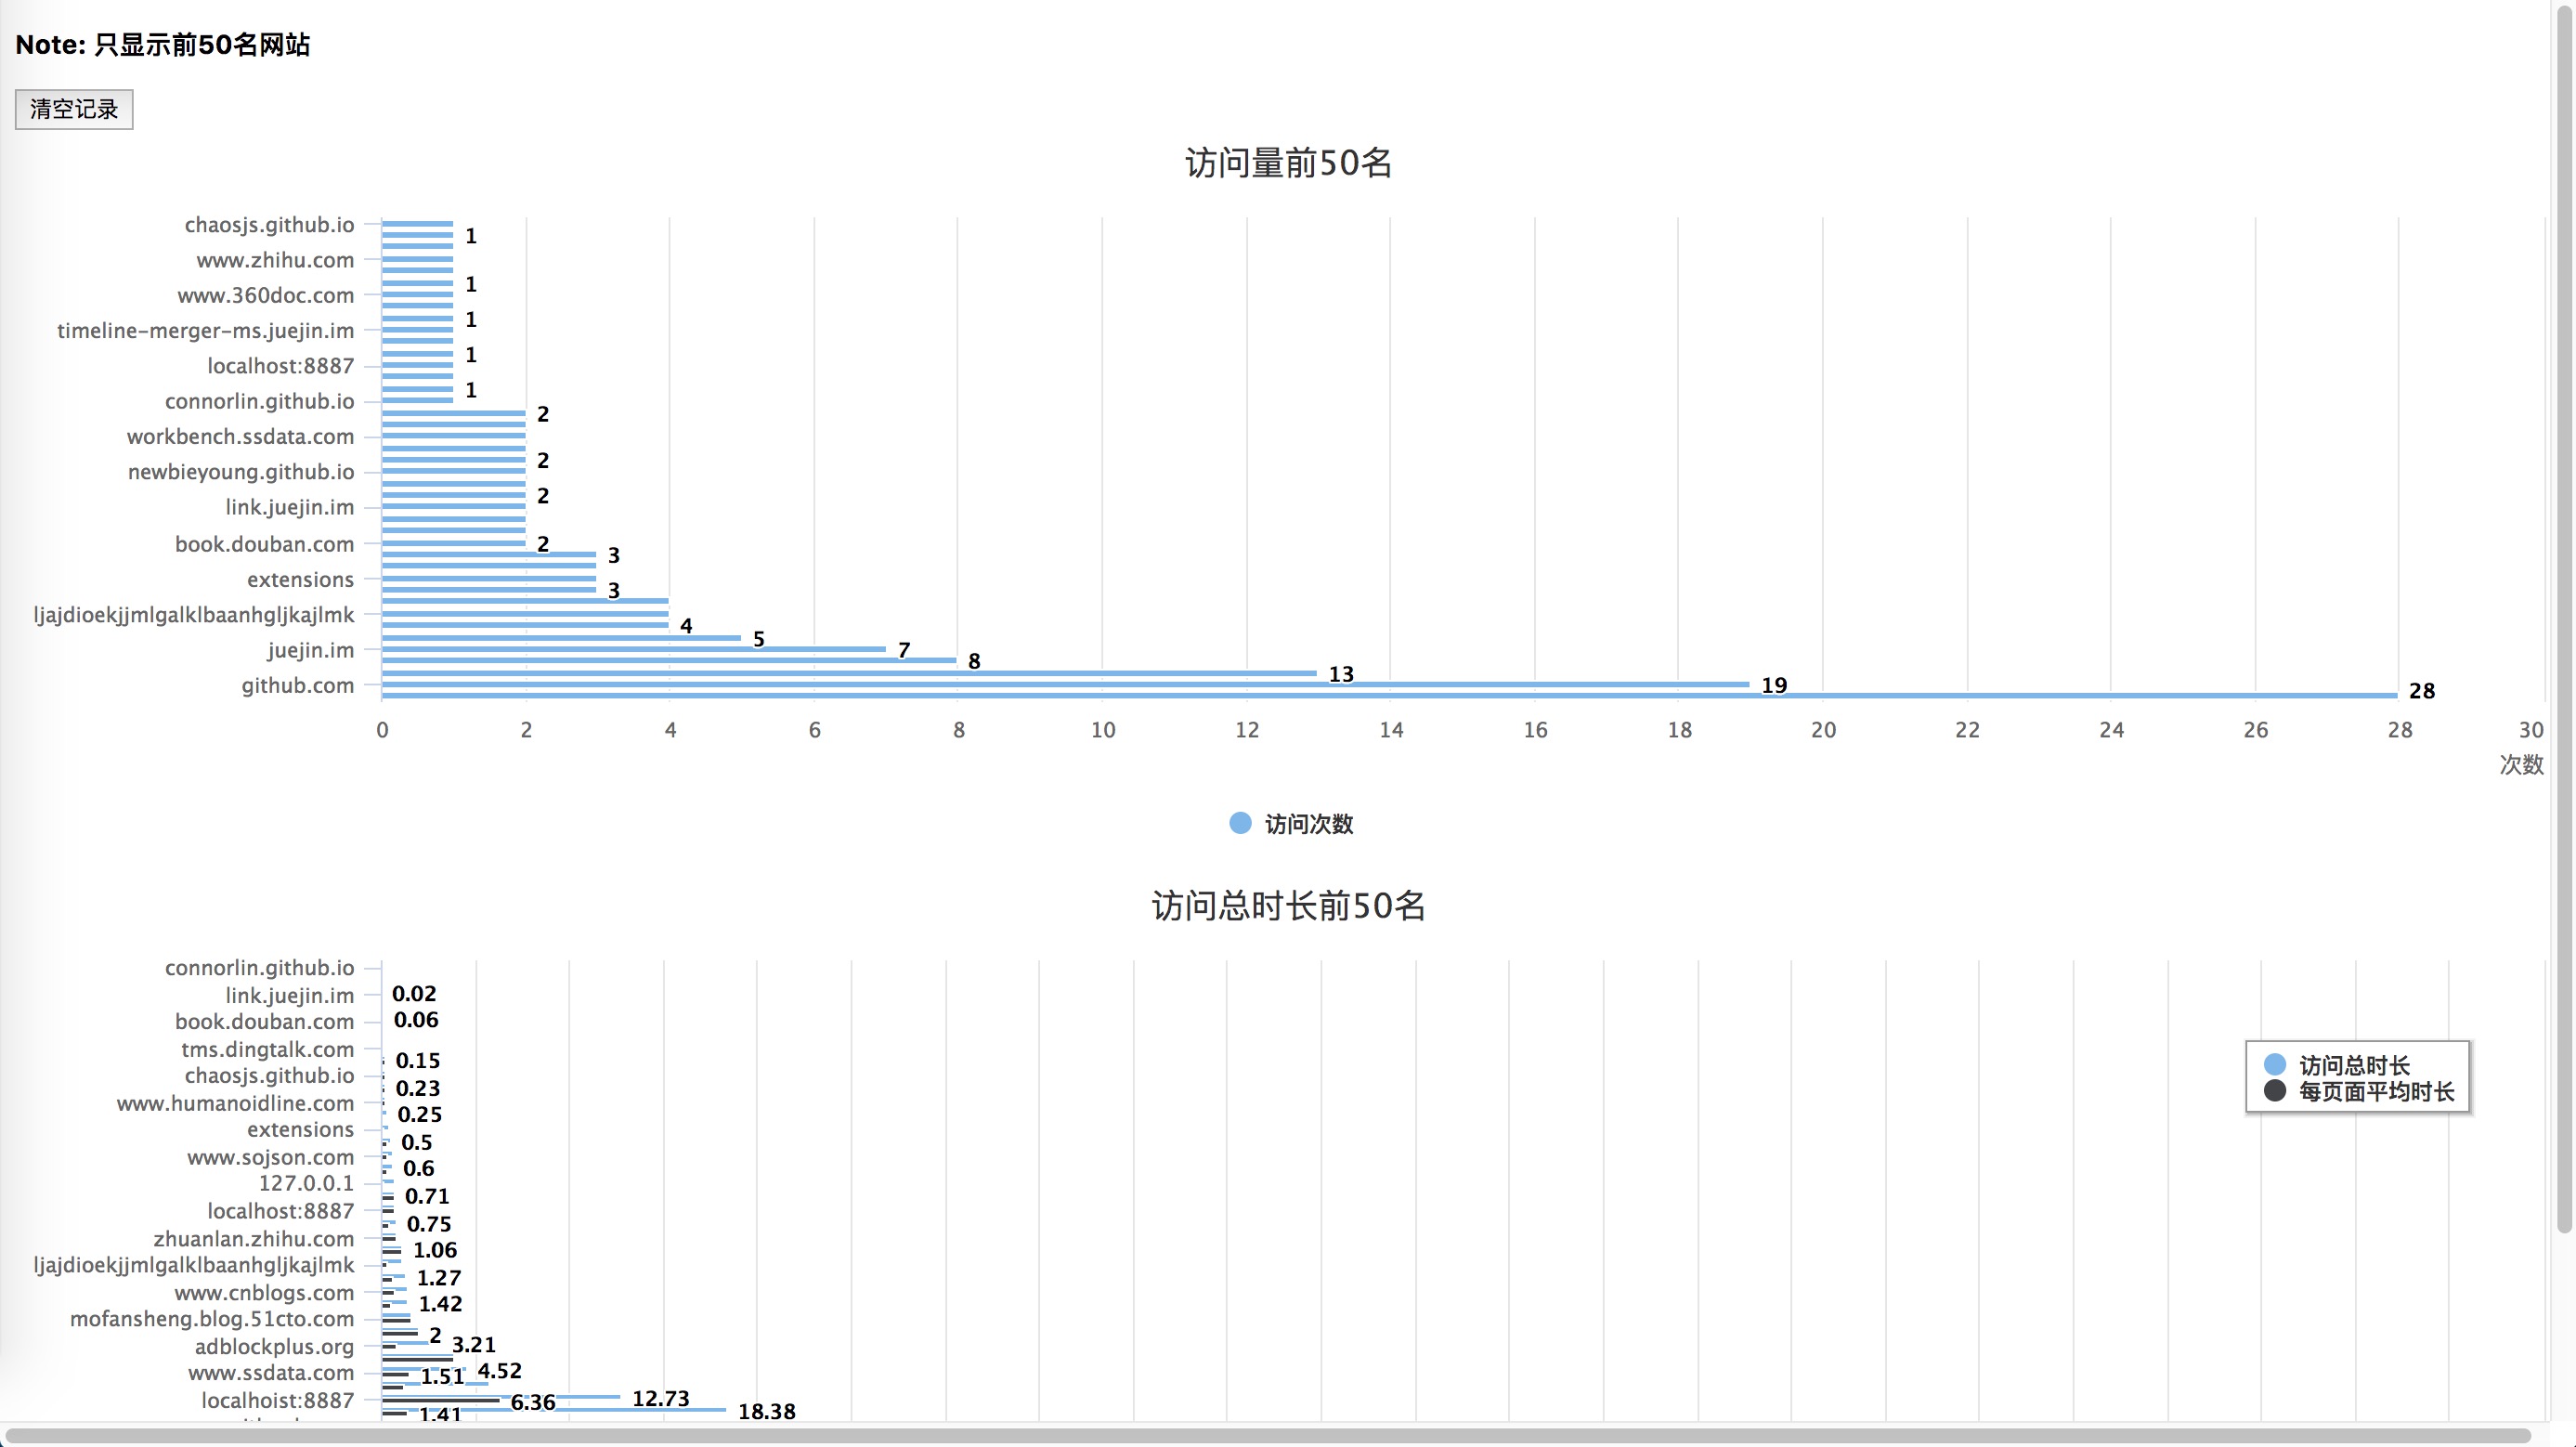 Note: 只显示前50名网站
清空记录
访问量前50名
chaosjs.github.io
1
www.zhihu.com
1
www.360doc.com
1
timeline-merger-ms.juejin.im
1
localhost:8887
1
connorlin.github.io
2
workbench.ssdata.com
2
newbieyoung.github.io
2
link.juejin.im
book.douban.com 2
3
extensions
3
ljajdioekjjmlgalklbaanhgljkajlmk
4
5
juejin.im 7
8
13
github.com 19
28
0 2 4 6 8 10 12 14 16 18 20 22 24 26 28 30
次数
访问次数
访问总时长前50名
connorlin.github.io
link.juejin.im 0.02
book.douban.com 0.06
tms.dingtalk.com
0.15
访问总时长
chaosjs.github.io
0.23
每页面平均时长
www.humanoidline.com
0.25
extensions
0.5
www.sojson.com
0.6
127.0.0.1
0.71
localhost:8887
0.75
zhuanlan.zhihu.com
1.06
ljajdioekjjmlgalklbaanhgljkajlmk
1.27
www.cnblogs.com
1.42
mofansheng.blog.51cto.com
2
adblockplus.org 3.21
www.ssdata.com 1.51 4.52
localhoist:8887 6.36 12.73
1.41 18.38